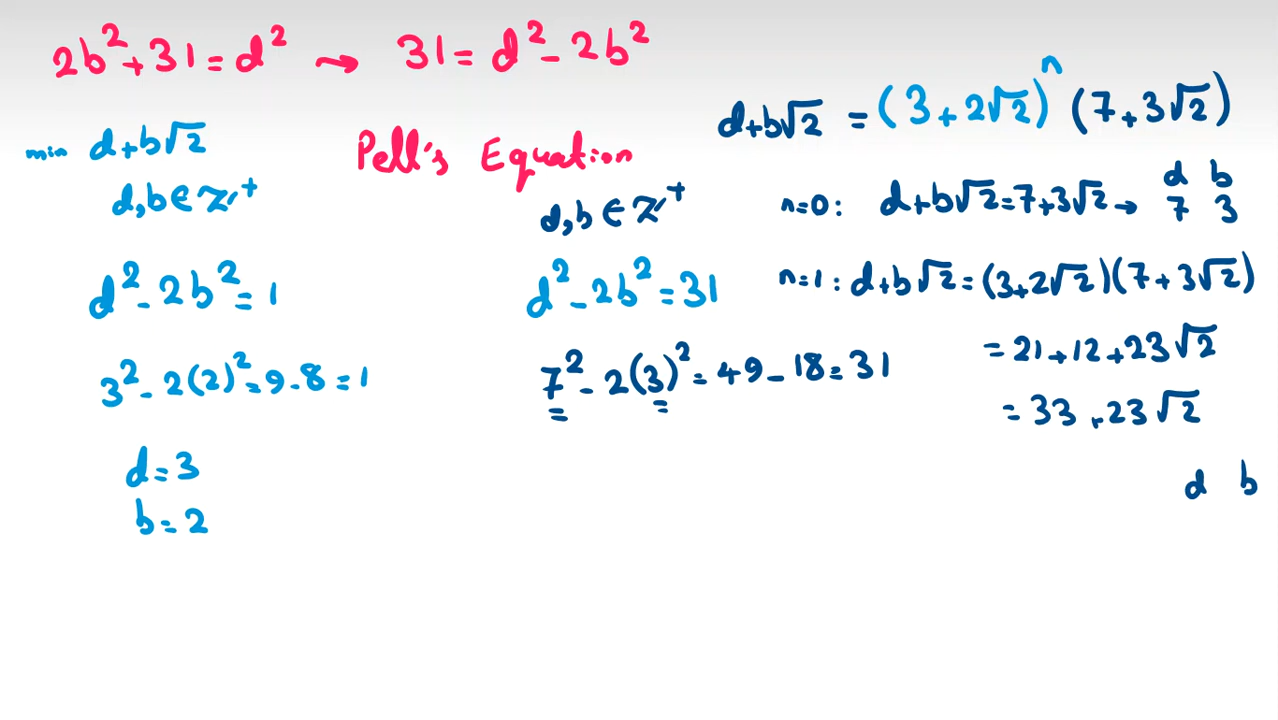 2b² + 31 = d² → 31 = d² - 2b²
min d+b√2
d,b ∈ ℤ⁺
d² - 2b² = 1
3² - 2(2)² = 9 - 8 = 1
d = 3
b = 2
Pell's Equation
d,b ∈ ℤ⁺
d² - 2b² = 31
7² - 2(3)² = 49 - 18 = 31
d+b√2 = (3+2√2)ⁿ (7+3√2)
d b
n=0: d+b√2 = 7+3√2 → 7 3
n=1: d+b√2 = (3+2√2)(7+3√2)
= 21+12+23√2
= 33+23√2
d b